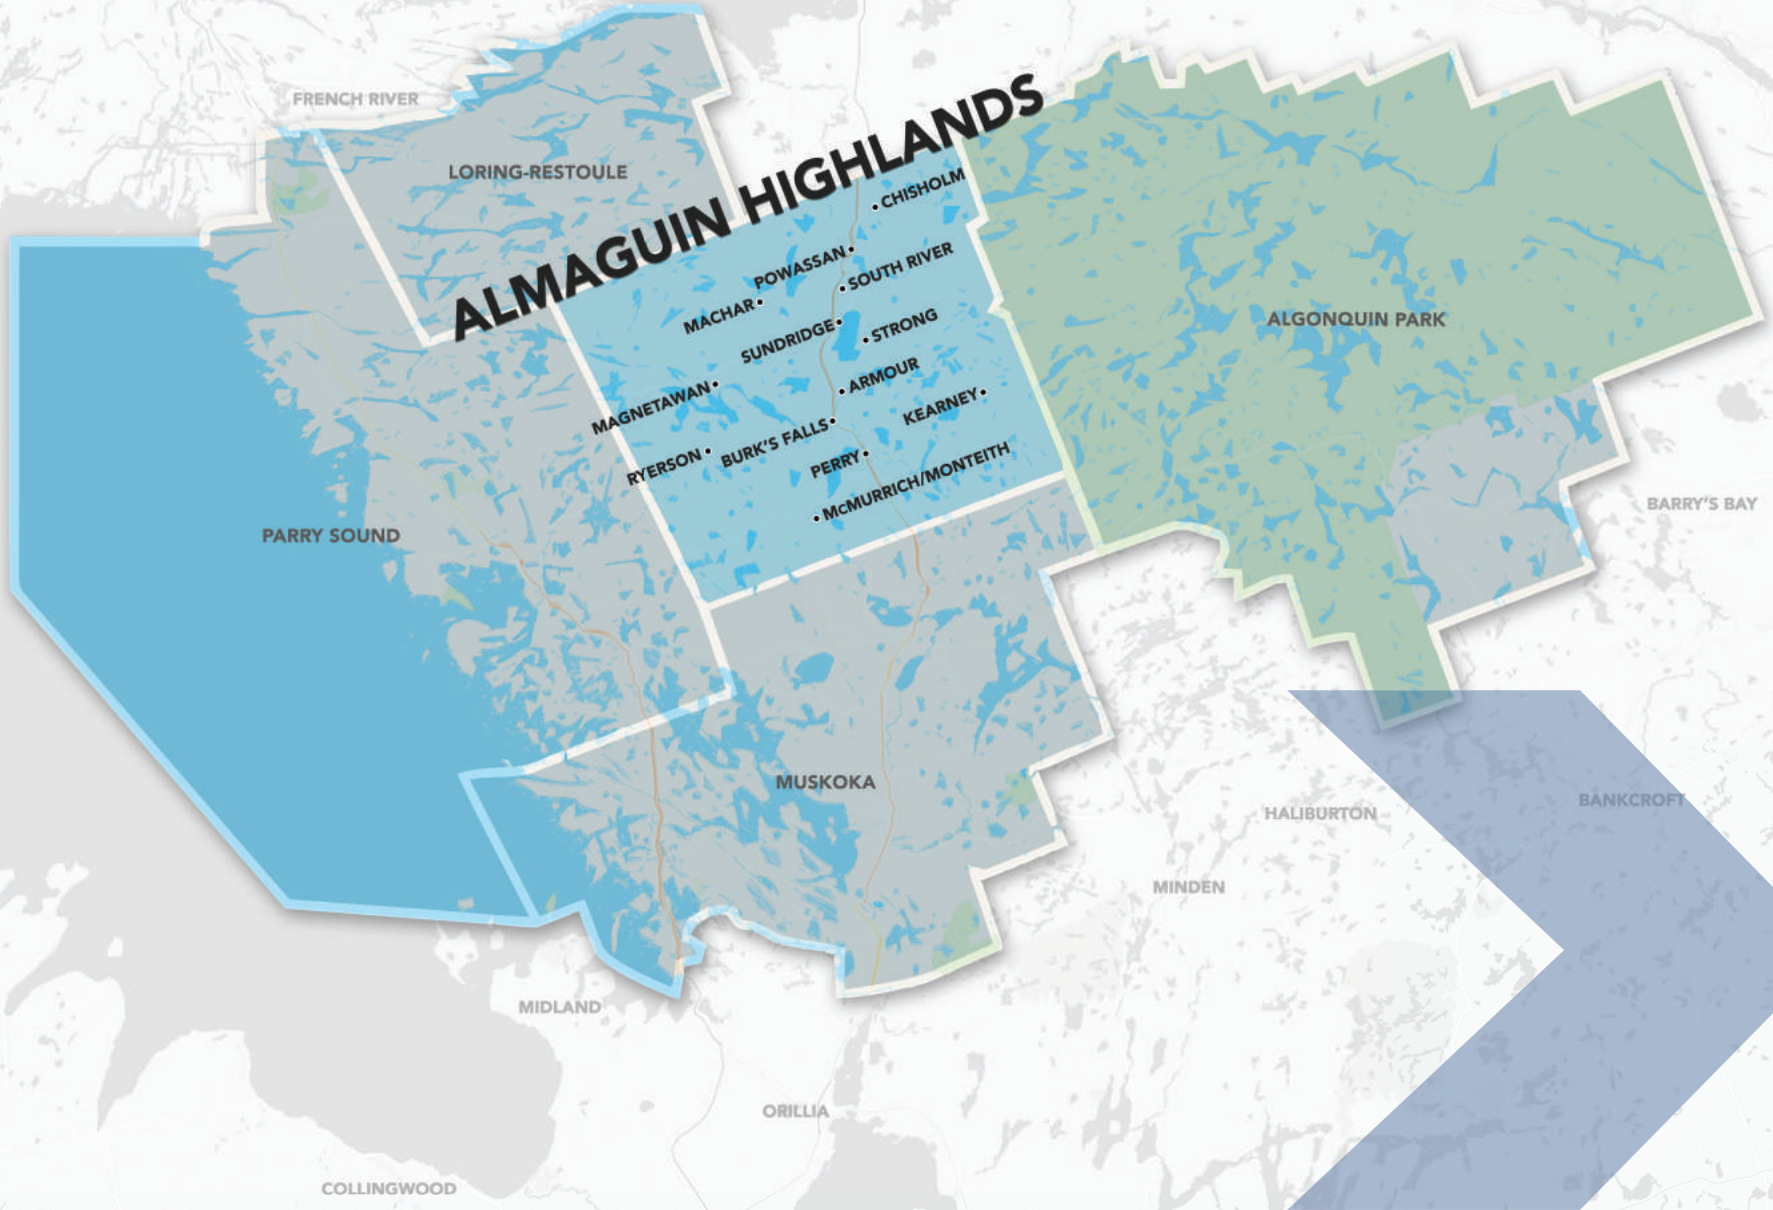 FRENCH RIVER
LORING-RESTOULE
ALMAGUIN HIGHLANDS
CHISHOLM
POWASSAN
SOUTH RIVER
MACHAR
SUNDRIDGE
STRONG
ALGONQUIN PARK
MAGNETAWAN
ARMOUR
KEARNEY
BURK'S FALLS
RYERSON
PERRY
McMURRICH/MONTEITH
BARRY'S BAY
PARRY SOUND
MUSKOKA
HALIBURTON
BANKCROFT
MINDEN
MIDLAND
ORILLIA
COLLINGWOOD